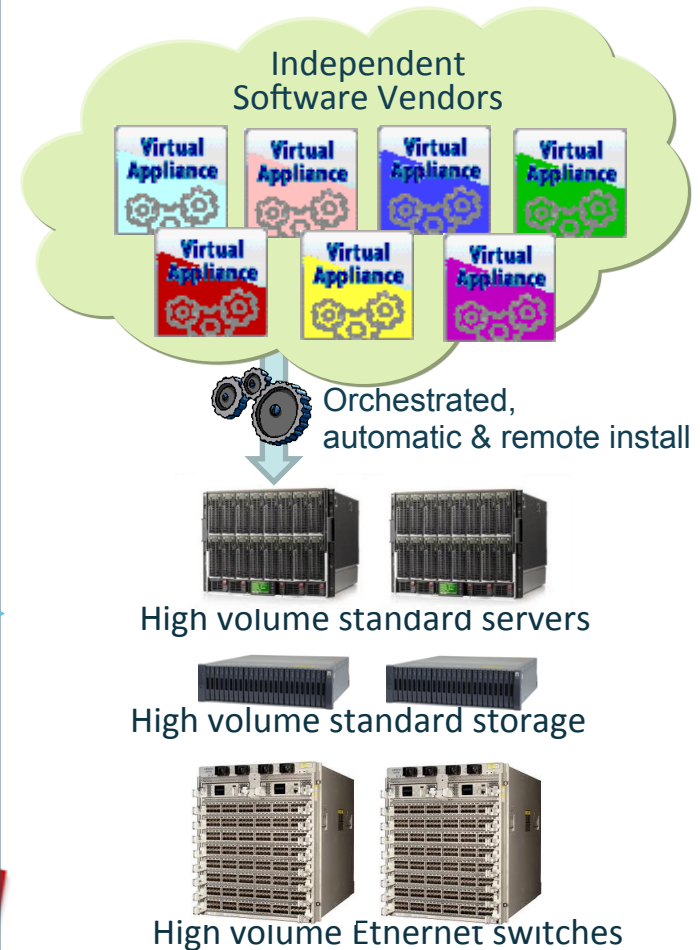 Independent
Software Vendors
Virtual
Appliance
Virtual
Appliance
Virtual
Appliance
Virtual
Appliance
Virtual
Appliance
Virtual
Appliance
Virtual
Appliance
Orchestrated,
automatic & remote install
High volume standard servers
High volume standard storage
High volume Ethernet switches